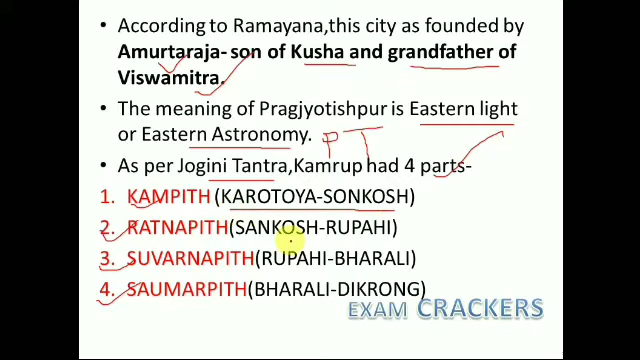 • According to Ramayana,this city as founded by
Amurtaraja- son of Kusha and grandfather of
Viswamitra.
• The meaning of Pragjyotishpur is Eastern light
or Eastern Astronomy. PT
• As per Jogini Tantra,Kamrup had 4 parts-
1. KAMPITH (KAROTOYA-SONKOSH)
2. RATNAPITH(SANKOSH-RUPAHI)
3. SUVARNAPITH(RUPAHI-BHARALI)
4. SAUMARPITH(BHARALI-DIKRONG)
EXAM CRACKERS